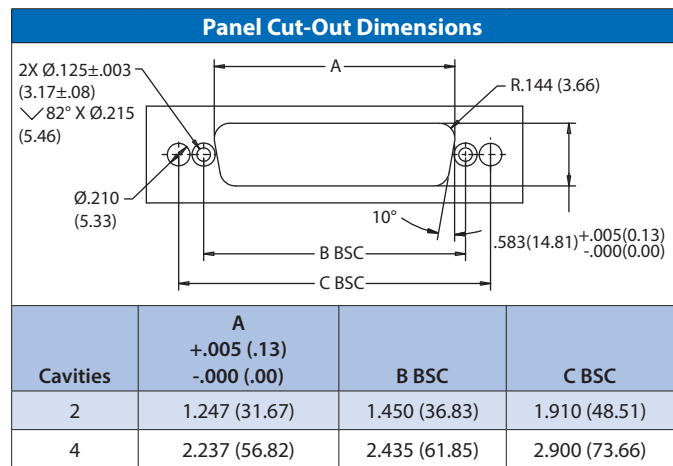 Panel Cut-Out Dimensions
2X Ø.125±.003
(3.17±.08)
⌵82° X Ø.215
(5.46)
A
R.144 (3.66)
Ø.210
(5.33)
10°
.583(14.81)+.005(0.13)
-.000(0.00)
B BSC
C BSC
Cavities A +.005 (.13) -.000 (.00) B BSC C BSC
2 1.247 (31.67) 1.450 (36.83) 1.910 (48.51)
4 2.237 (56.82) 2.435 (61.85) 2.900 (73.66)